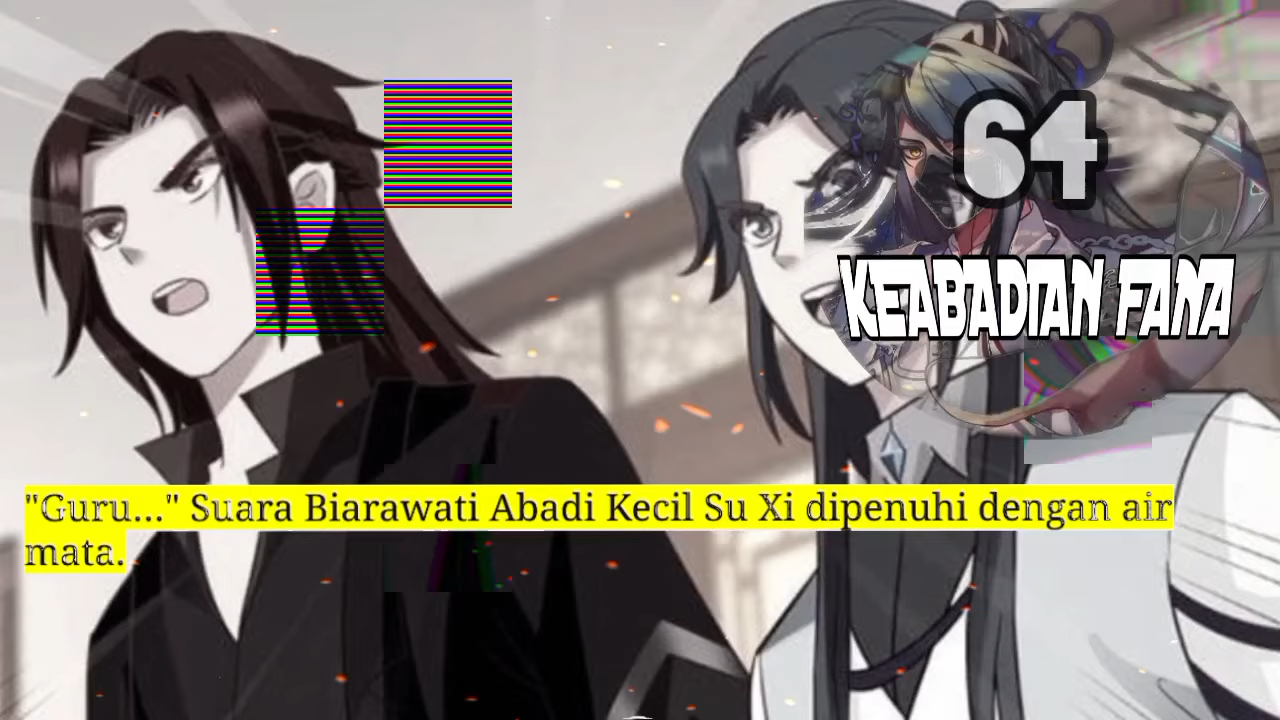 64
KEABADIAN FANA
"Guru..." Suara Biarawati Abadi Kecil Su Xi dipenuhi dengan air
mata.